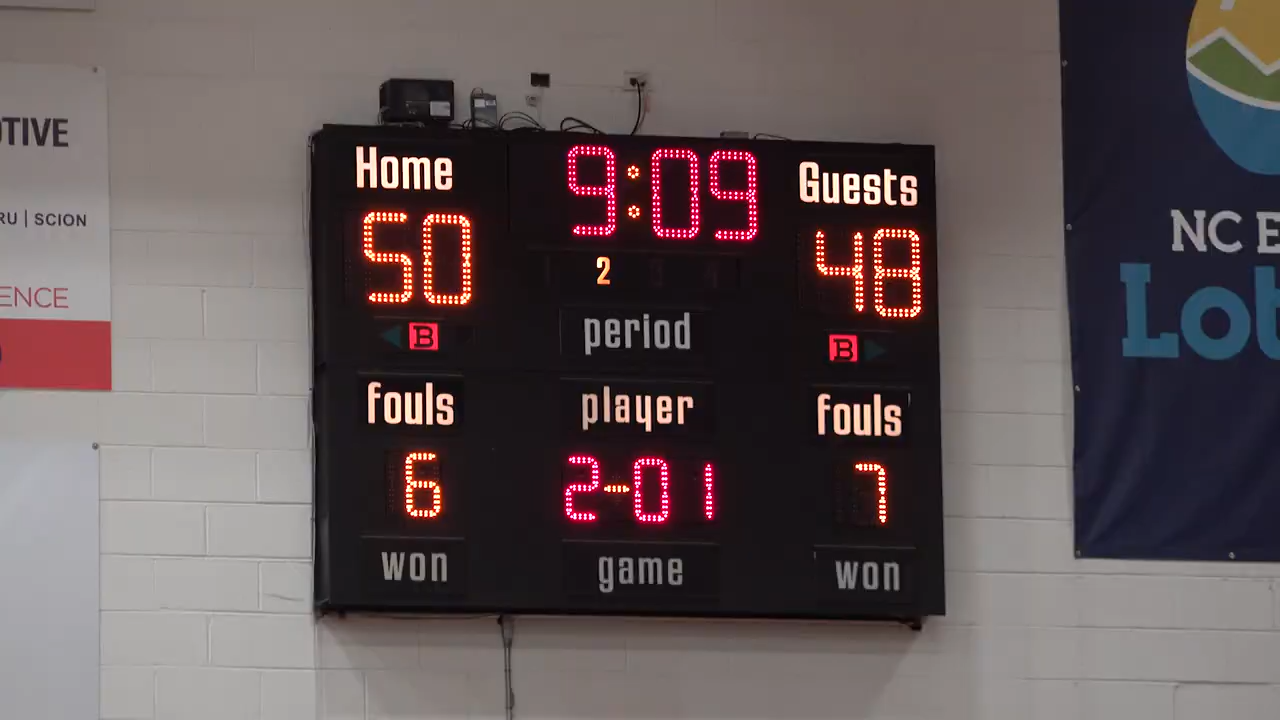 OTIVE
RU | SCION
ENCE
Home
9:09
Guests
50
2
48
B
period
B
fouls
player
fouls
6
2-01
7
won
game
won
NC E
Lot